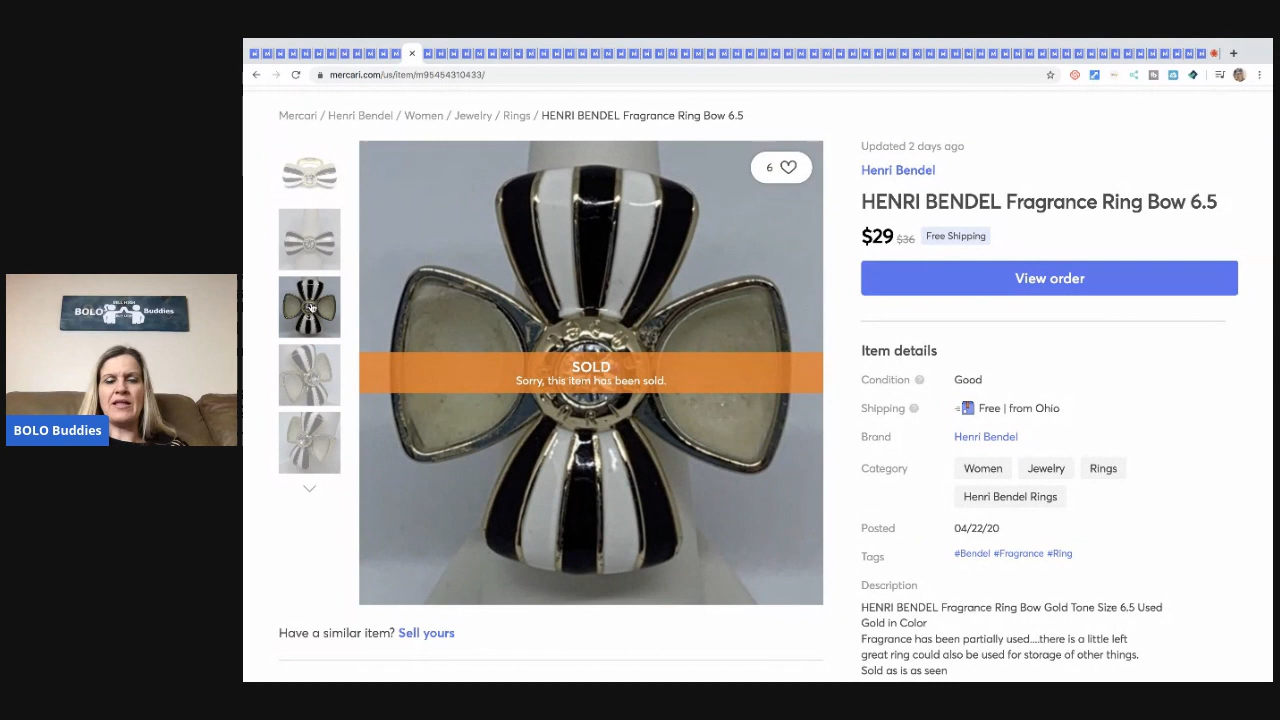 mercari.com/us/item/m95454310433/
Mercari / Henri Bendel / Women / Jewelry / Rings / HENRI BENDEL Fragrance Ring Bow 6.5
6
SOLD
Sorry, this item has been sold.
Have a similar item? Sell yours
Updated 2 days ago
Henri Bendel
HENRI BENDEL Fragrance Ring Bow 6.5
$29 $36 Free Shipping
View order
Item details
Condition Good
Shipping Free | from Ohio
Brand Henri Bendel
Category Women Jewelry Rings
Henri Bendel Rings
Posted 04/22/20
Tags #Bendel #Fragrance #Ring
Description
HENRI BENDEL Fragrance Ring Bow Gold Tone Size 6.5 Used
Gold in Color
Fragrance has been partially used....there is a little left
great ring could also be used for storage of other things.
Sold as is as seen
SELL HIGH
BOLO Buddies
BOLO Buddies